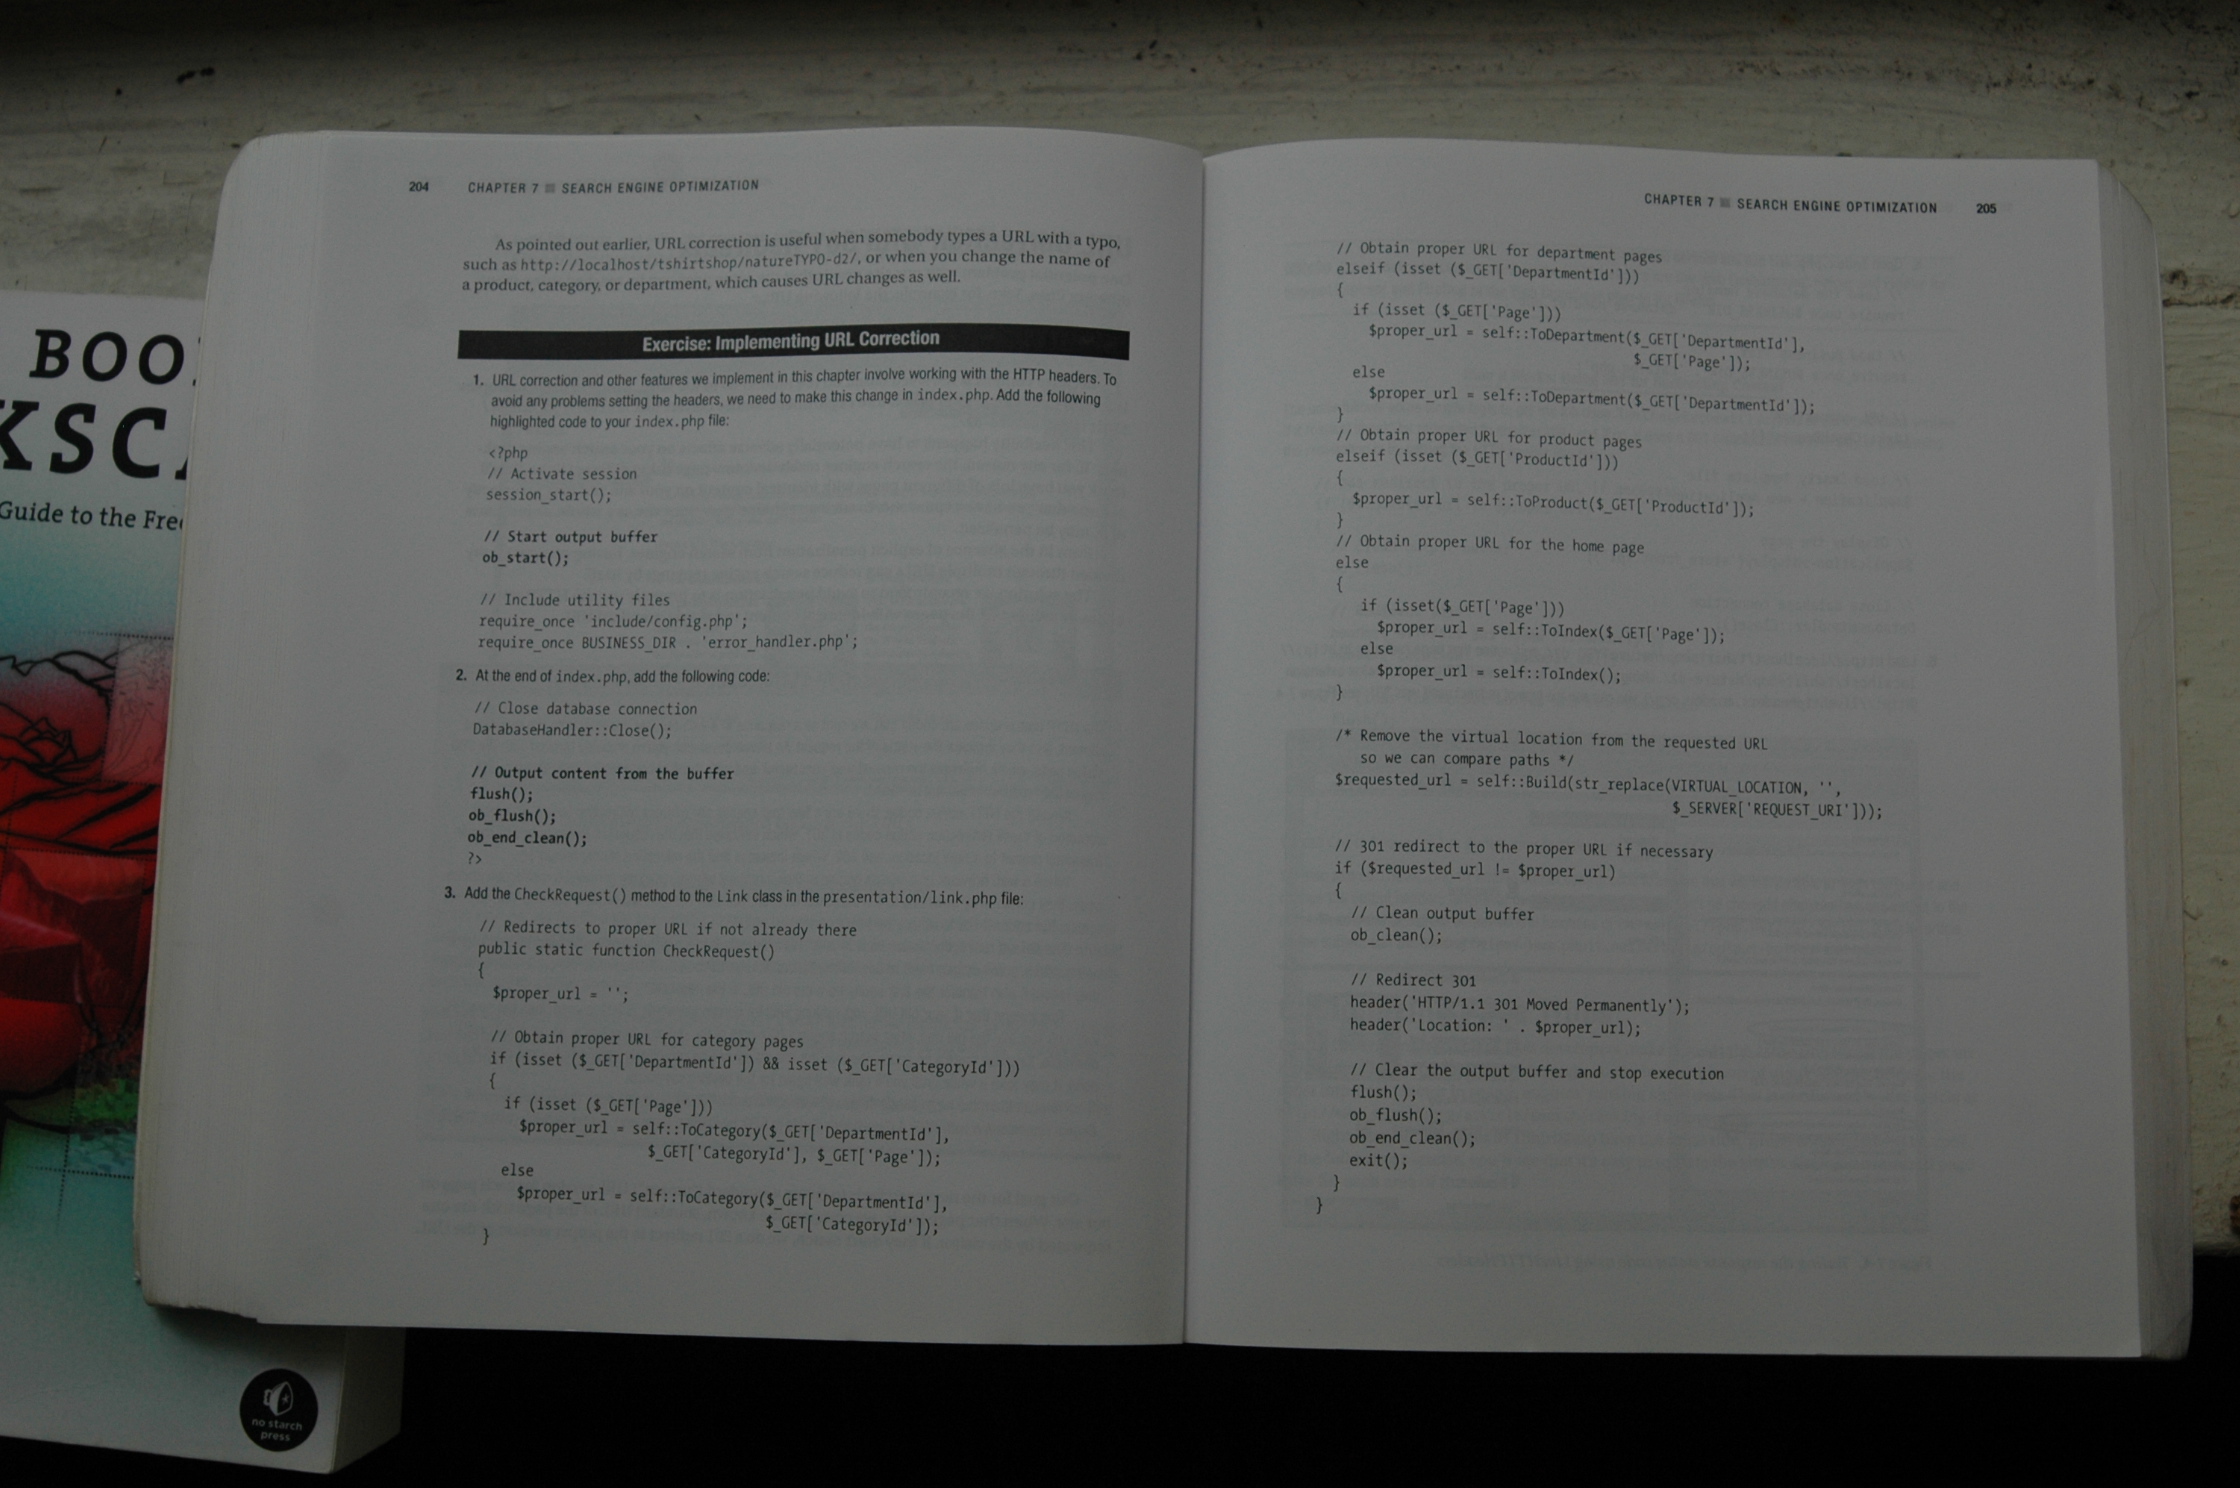 BOO
KSC
Guide to the Free
no starch
press
204 CHAPTER 7 ■ SEARCH ENGINE OPTIMIZATION
As pointed out earlier, URL correction is useful when somebody types a URL with a typo,
such as http://localhost/tshirtshop/natureTYPO-d2/, or when you change the name of
a product, category, or department, which causes URL changes as well.
Exercise: Implementing URL Correction
1. URL correction and other features we implement in this chapter involve working with the HTTP headers. To
avoid any problems setting the headers, we need to make this change in index.php. Add the following
highlighted code to your index.php file:
<?php
// Activate session
session_start();
// Start output buffer
ob_start();
// Include utility files
require_once 'include/config.php';
require_once BUSINESS_DIR . 'error_handler.php';
2. At the end of index.php, add the following code:
// Close database connection
DatabaseHandler::Close();
// Output content from the buffer
flush();
ob_flush();
ob_end_clean();
?>
3. Add the CheckRequest() method to the Link class in the presentation/link.php file:
// Redirects to proper URL if not already there
public static function CheckRequest()
{
$proper_url = '';
// Obtain proper URL for category pages
if (isset ($_GET['DepartmentId']) && isset ($_GET['CategoryId']))
{
if (isset ($_GET['Page']))
$proper_url = self::ToCategory($_GET['DepartmentId'],
$_GET['CategoryId'], $_GET['Page']);
else
$proper_url = self::ToCategory($_GET['DepartmentId'],
$_GET['CategoryId']);
}
CHAPTER 7 ■ SEARCH ENGINE OPTIMIZATION 205
// Obtain proper URL for department pages
elseif (isset ($_GET['DepartmentId']))
{
if (isset ($_GET['Page']))
$proper_url = self::ToDepartment($_GET['DepartmentId'],
$_GET['Page']);
else
$proper_url = self::ToDepartment($_GET['DepartmentId']);
}
// Obtain proper URL for product pages
elseif (isset ($_GET['ProductId']))
{
$proper_url = self::ToProduct($_GET['ProductId']);
}
// Obtain proper URL for the home page
else
{
if (isset($_GET['Page']))
$proper_url = self::ToIndex($_GET['Page']);
else
$proper_url = self::ToIndex();
}
/* Remove the virtual location from the requested URL
so we can compare paths */
$requested_url = self::Build(str_replace(VIRTUAL_LOCATION, '',
$_SERVER['REQUEST_URI']));
// 301 redirect to the proper URL if necessary
if ($requested_url != $proper_url)
{
// Clean output buffer
ob_clean();
// Redirect 301
header('HTTP/1.1 301 Moved Permanently');
header('Location: ' . $proper_url);
// Clear the output buffer and stop execution
flush();
ob_flush();
ob_end_clean();
exit();
}
}